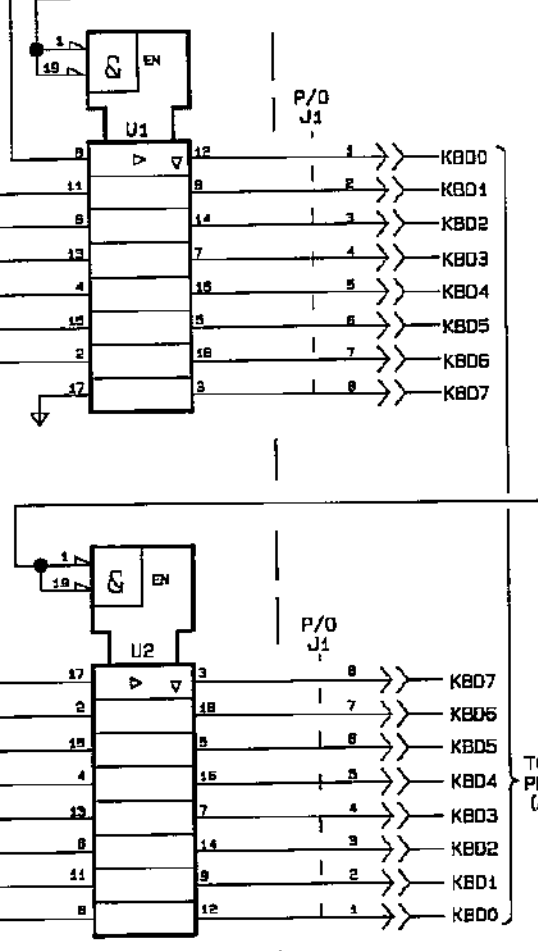 1
19
&
EN
U1
P/O
J1
8 12 1 KBD0
11 9 2 KBD1
6 14 3 KBD2
13 7 4 KBD3
4 16 5 KBD4
15 5 6 KBD5
2 18 7 KBD6
17 3 8 KBD7
1
19
&
EN
U2
P/O
J1
17 3 8 KBD7
2 18 7 KBD6
15 5 6 KBD5
4 16 5 KBD4
13 7 4 KBD3
6 14 3 KBD2
11 9 2 KBD1
8 12 1 KBD0